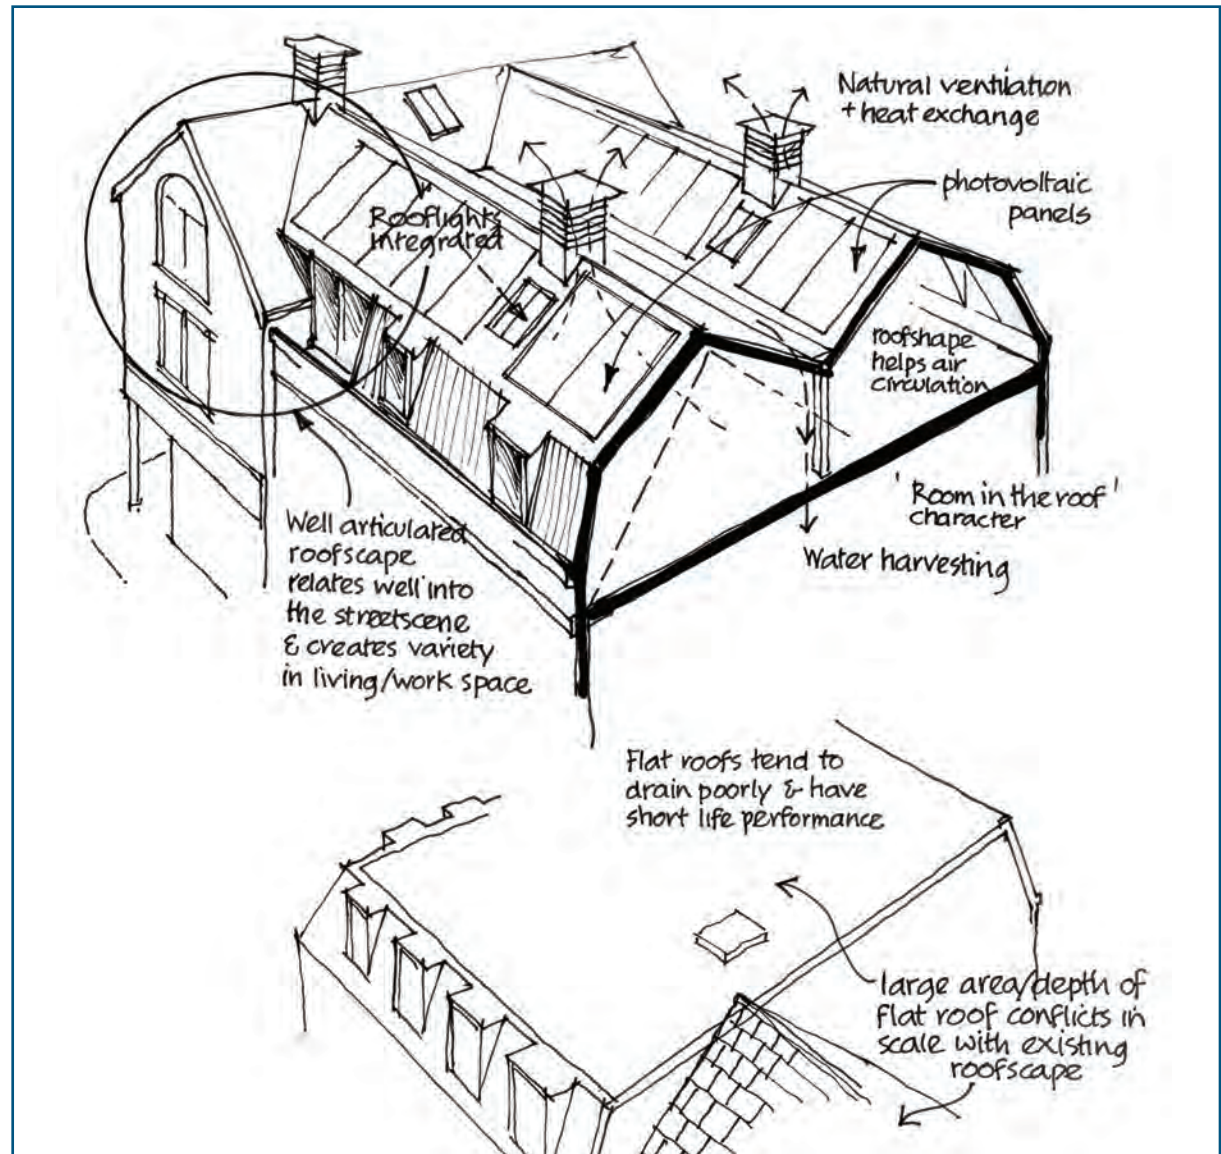 Natural ventilation
+ heat exchange
photovoltaic
panels
Rooflights
integrated
roofshape
helps air
circulation
'Room in the roof'
character
Water harvesting
Well articulated
roofscape
relates well into
the streetscene
& creates variety
in living/work space
Flat roofs tend to
drain poorly & have
short life performance
large area/depth of
flat roof conflicts in
scale with existing
roofscape